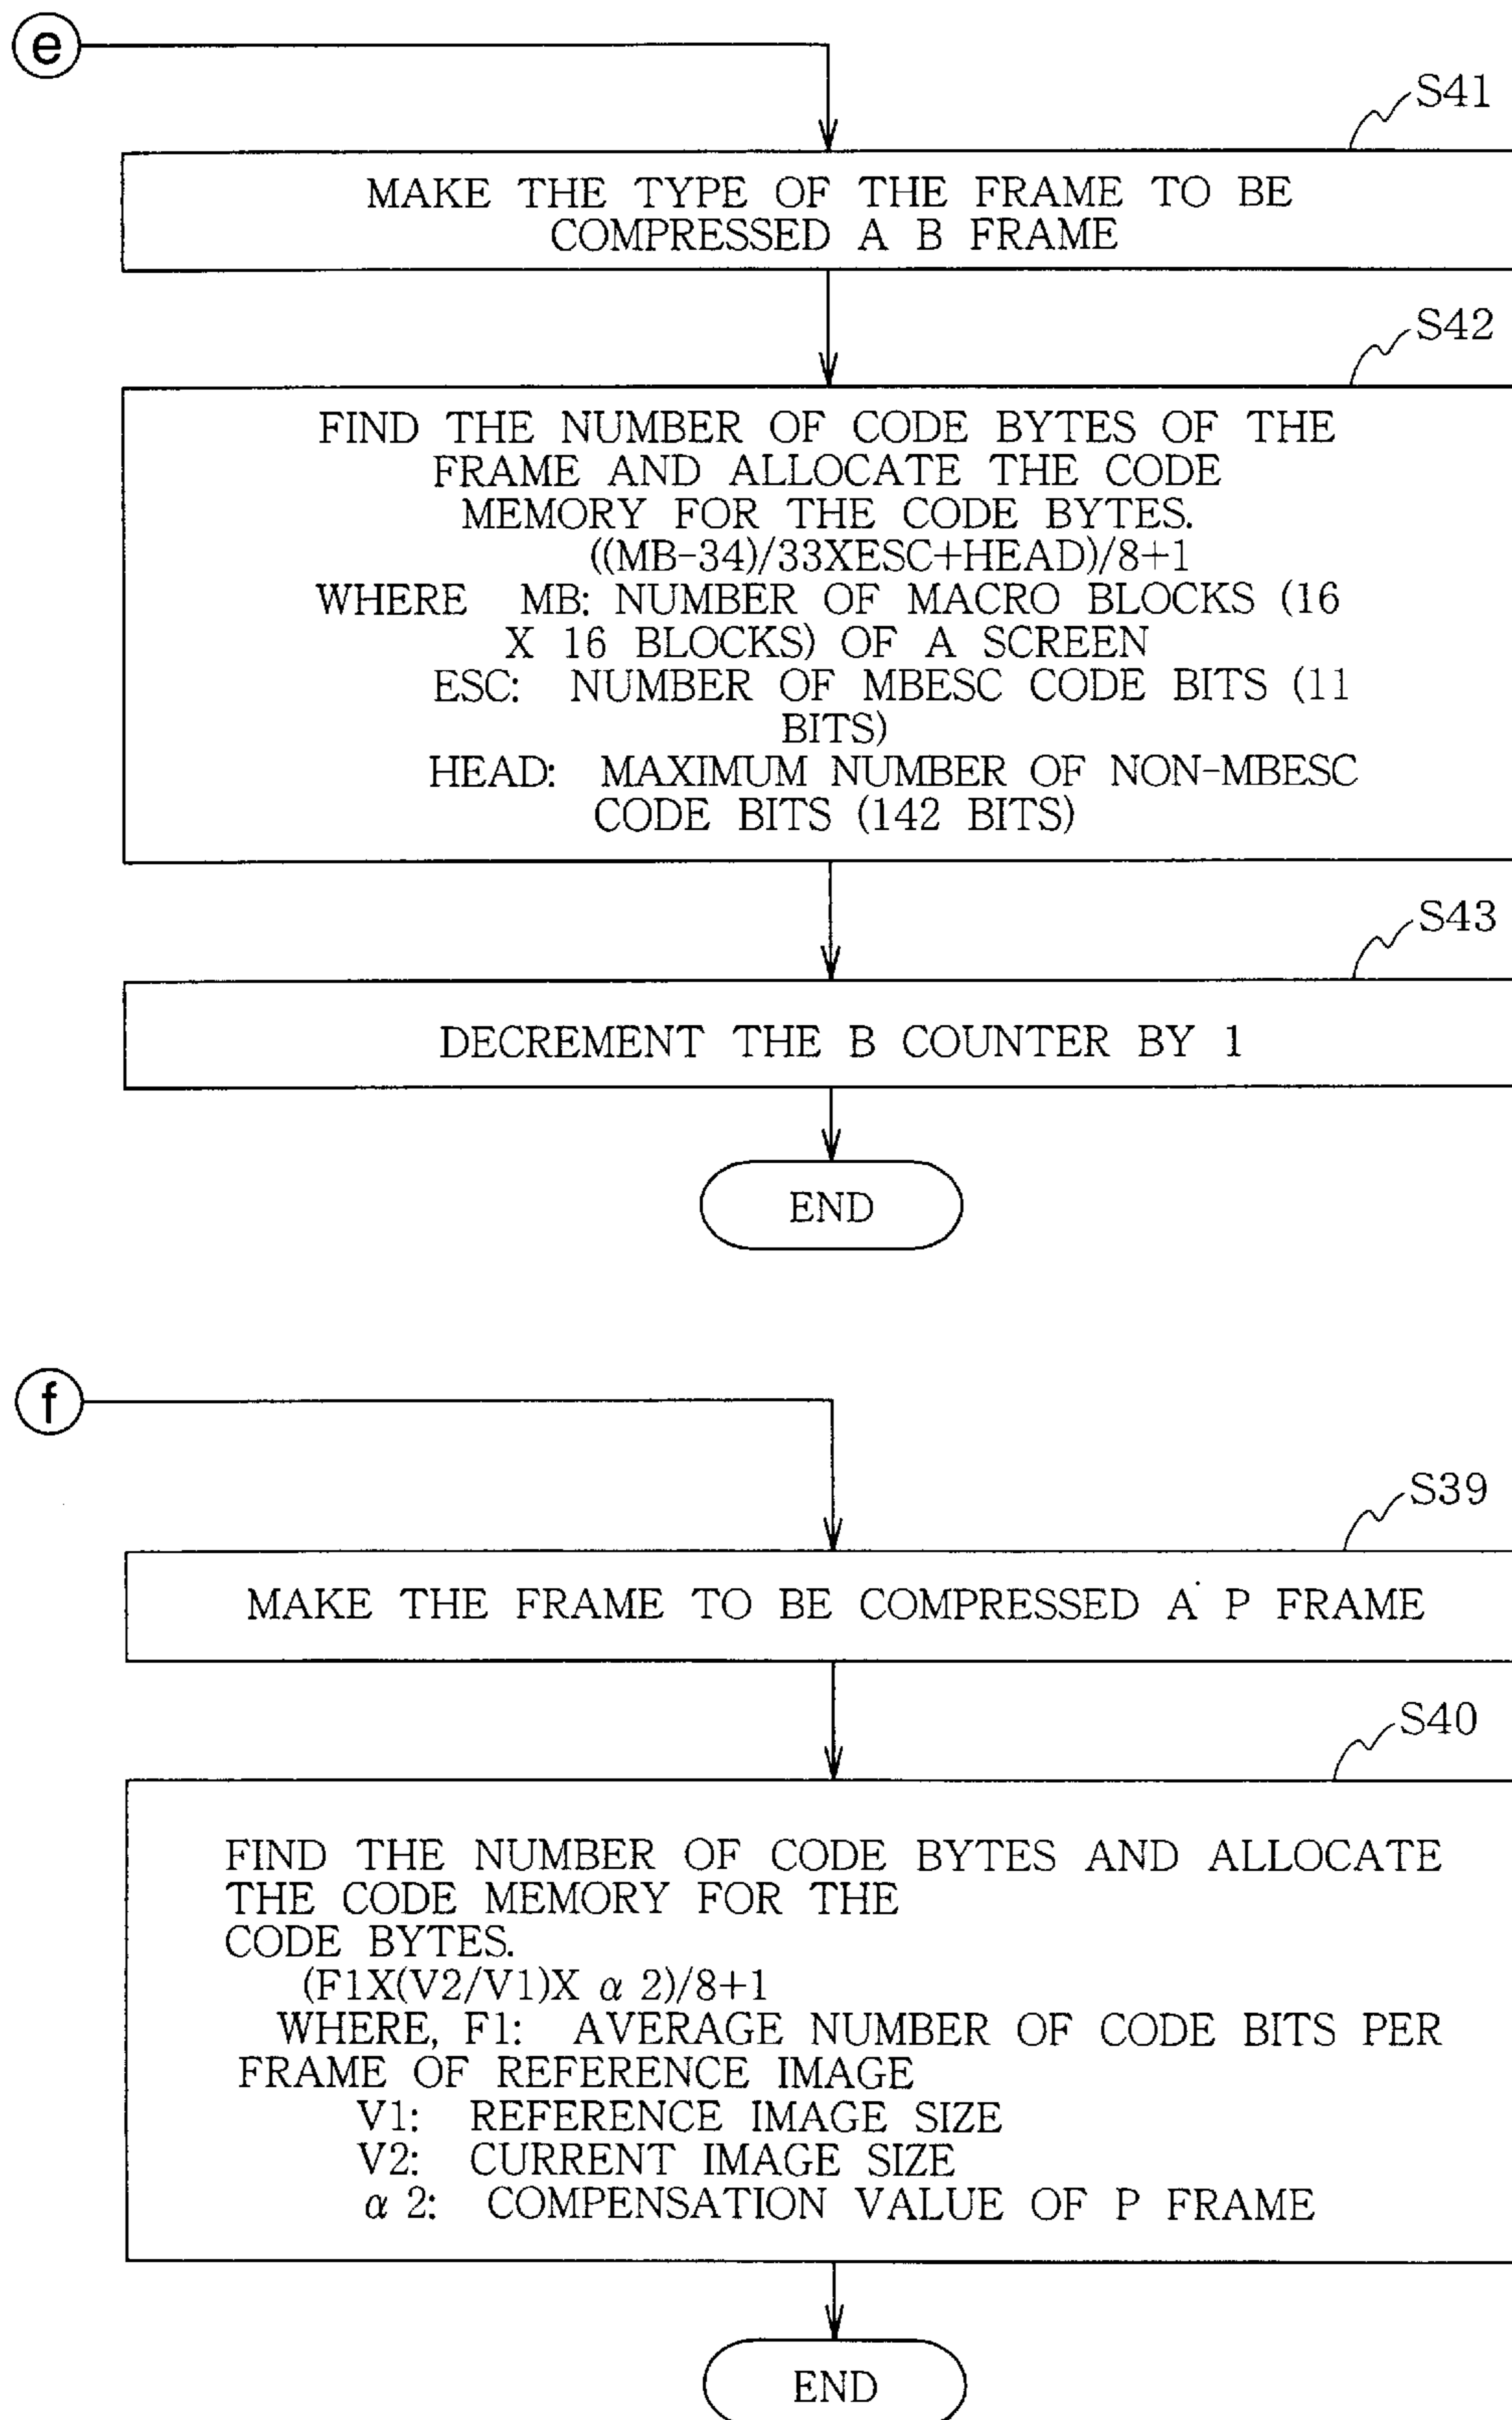 e
S41
MAKE THE TYPE OF THE FRAME TO BE
COMPRESSED A B FRAME
S42
FIND THE NUMBER OF CODE BYTES OF THE
FRAME AND ALLOCATE THE CODE
MEMORY FOR THE CODE BYTES.
((MB-34)/33XESC+HEAD)/8+1
WHERE MB: NUMBER OF MACRO BLOCKS (16
X 16 BLOCKS) OF A SCREEN
ESC: NUMBER OF MBESC CODE BITS (11
BITS)
HEAD: MAXIMUM NUMBER OF NON-MBESC
CODE BITS (142 BITS)
S43
DECREMENT THE B COUNTER BY 1
END
f
S39
MAKE THE FRAME TO BE COMPRESSED A P FRAME
S40
FIND THE NUMBER OF CODE BYTES AND ALLOCATE
THE CODE MEMORY FOR THE
CODE BYTES.
(F1X(V2/V1)X α 2)/8+1
WHERE, F1: AVERAGE NUMBER OF CODE BITS PER
FRAME OF REFERENCE IMAGE
V1: REFERENCE IMAGE SIZE
V2: CURRENT IMAGE SIZE
α 2: COMPENSATION VALUE OF P FRAME
END